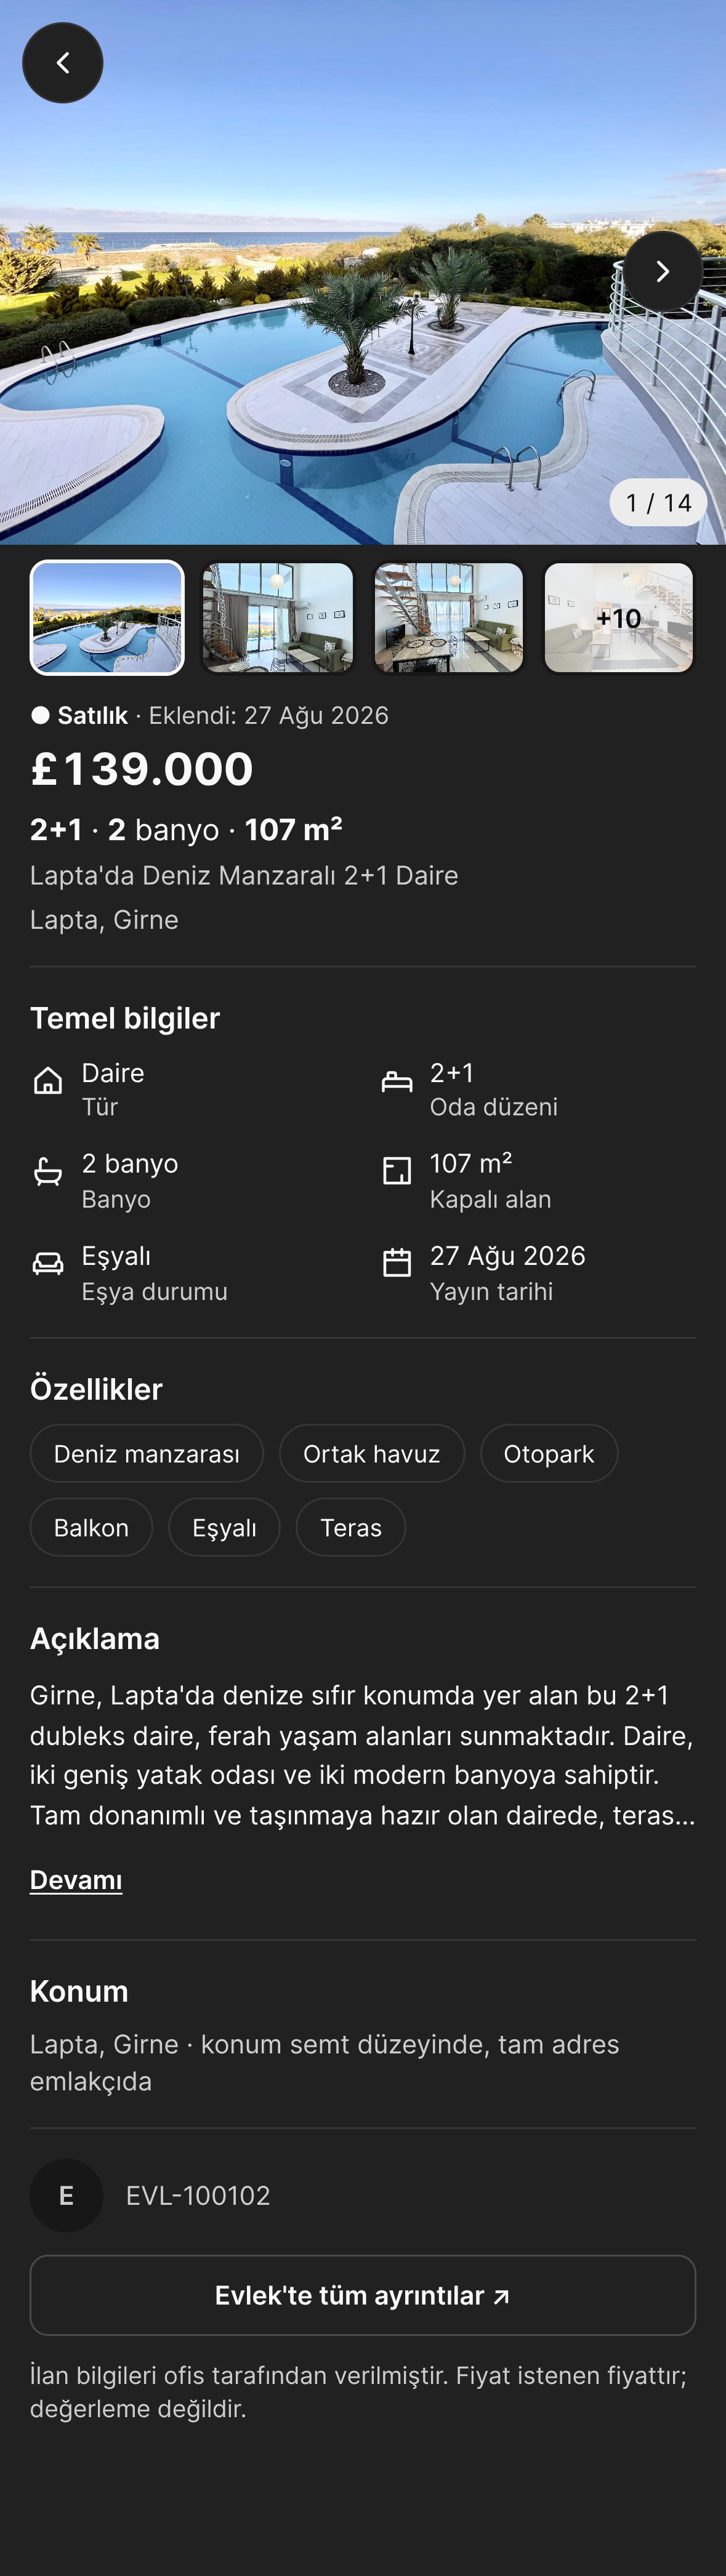 1 / 14
+10
Satılık · Eklendi: 27 Ağu 2026
£139.000
2+1 · 2 banyo · 107 m²
Lapta'da Deniz Manzaralı 2+1 Daire
Lapta, Girne
Temel bilgiler
Daire
Tür
2+1
Oda düzeni
2 banyo
Banyo
107 m²
Kapalı alan
Eşyalı
Eşya durumu
27 Ağu 2026
Yayın tarihi
Özellikler
Deniz manzarası
Ortak havuz
Otopark
Balkon
Eşyalı
Teras
Açıklama
Girne, Lapta'da denize sıfır konumda yer alan bu 2+1
dubleks daire, ferah yaşam alanları sunmaktadır. Daire,
iki geniş yatak odası ve iki modern banyoya sahiptir.
Tam donanımlı ve taşınmaya hazır olan dairede, teras...
Devamı
Konum
Lapta, Girne · konum semt düzeyinde, tam adres
emlakçıda
E
EVL-100102
Evlek'te tüm ayrıntılar ↗
İlan bilgileri ofis tarafından verilmiştir. Fiyat istenen fiyattır;
değerleme değildir.